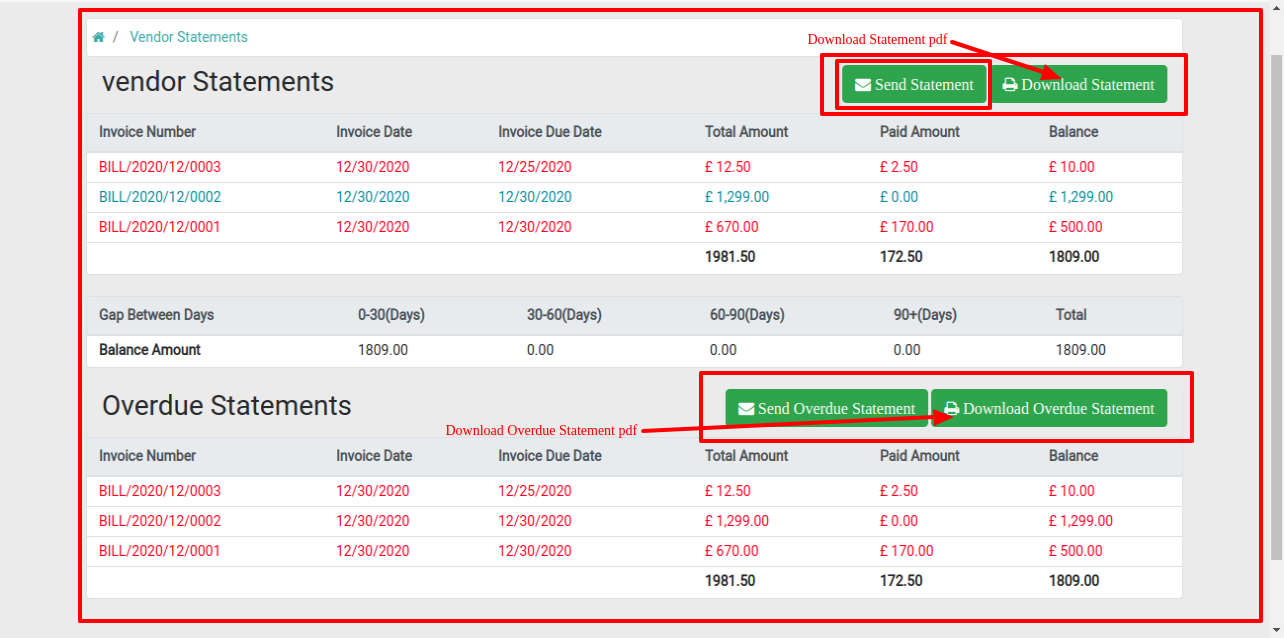 / Vendor Statements
Download Statement pdf
vendor Statements
Send Statement
Download Statement
Invoice Number Invoice Date Invoice Due Date Total Amount Paid Amount Balance
BILL/2020/12/0003 12/30/2020 12/25/2020 £ 12.50 £ 2.50 £ 10.00
BILL/2020/12/0002 12/30/2020 12/30/2020 £ 1,299.00 £ 0.00 £ 1,299.00
BILL/2020/12/0001 12/30/2020 12/30/2020 £ 670.00 £ 170.00 £ 500.00
1981.50 172.50 1809.00
Gap Between Days 0-30(Days) 30-60(Days) 60-90(Days) 90+(Days) Total
Balance Amount 1809.00 0.00 0.00 0.00 1809.00
Overdue Statements
Send Overdue Statement
Download Overdue Statement
Download Overdue Statement pdf
Invoice Number Invoice Date Invoice Due Date Total Amount Paid Amount Balance
BILL/2020/12/0003 12/30/2020 12/25/2020 £ 12.50 £ 2.50 £ 10.00
BILL/2020/12/0002 12/30/2020 12/30/2020 £ 1,299.00 £ 0.00 £ 1,299.00
BILL/2020/12/0001 12/30/2020 12/30/2020 £ 670.00 £ 170.00 £ 500.00
1981.50 172.50 1809.00